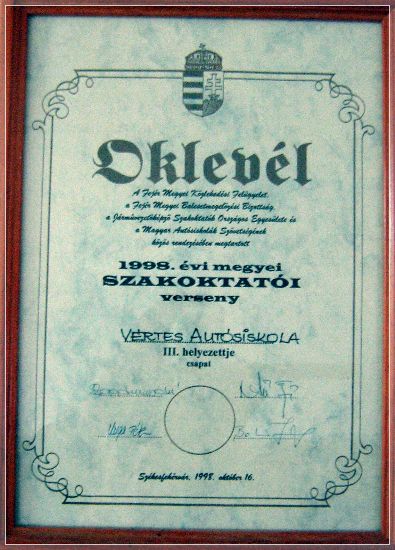 Oklevél
A Fejér Megyei Közlekedési Felügyelet,
a Fejér Megyei Balesetmegelőzési Bizottság,
a Járművezetőképző Szakoktatók Országos Egyesülete és
a Magyar Autósiskolák Szövetségének
közös rendezésében megtartott
1998. évi megyei
SZAKOKTATÓI
verseny
VÉRTES AUTÓSISKOLA
III. helyezettje
csapat
Székesfehérvár, 1998. október 16.